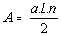 A = a.l.n / 2